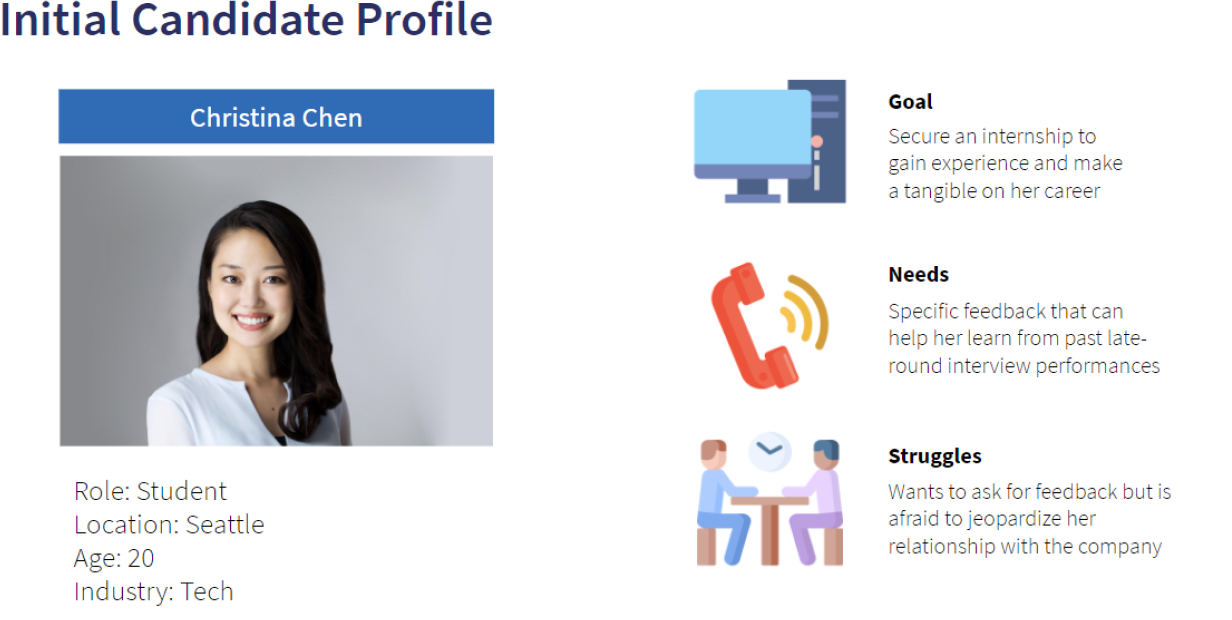 Initial Candidate Profile
Christina Chen
Role: Student
Location: Seattle
Age: 20
Industry: Tech
Goal
Secure an internship to
gain experience and make
a tangible on her career
Needs
Specific feedback that can
help her learn from past late-
round interview performances
Struggles
Wants to ask for feedback but is
afraid to jeopardize her
relationship with the company